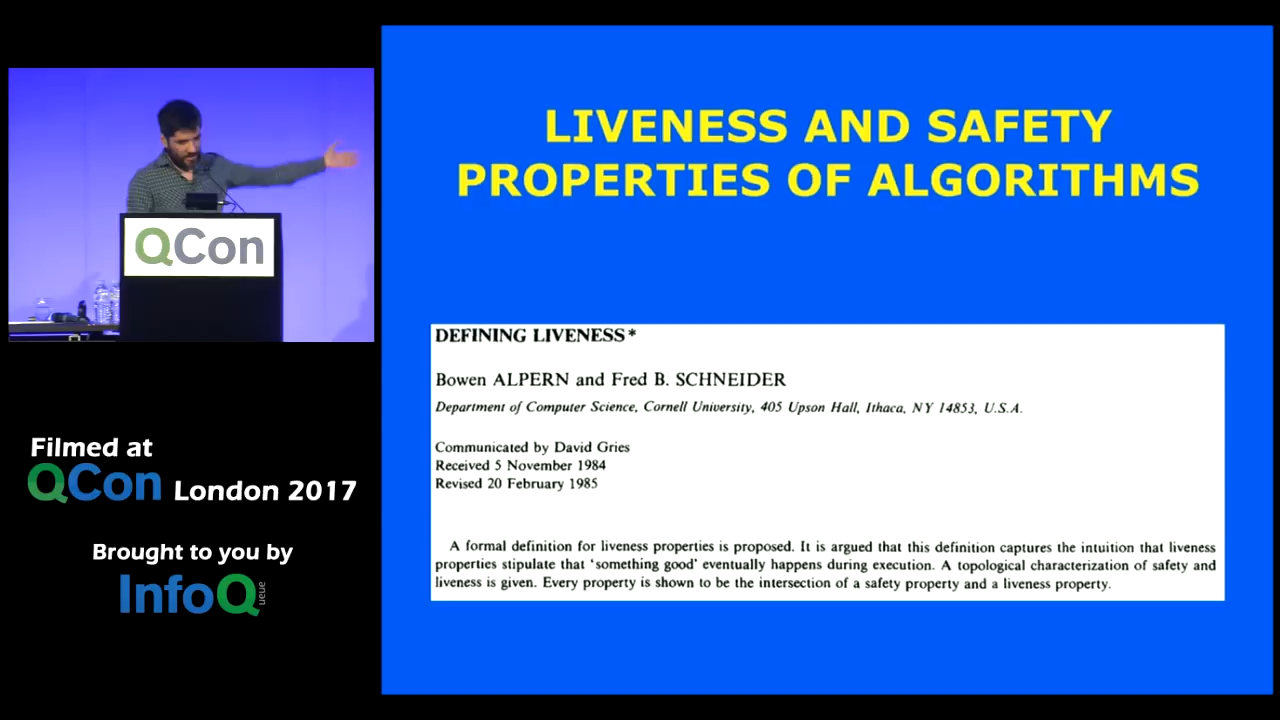 QCon
Filmed at
QCon London 2017
Brought to you by
InfoQ
ueue
LIVENESS AND SAFETY
PROPERTIES OF ALGORITHMS
DEFINING LIVENESS*
Bowen ALPERN and Fred B. SCHNEIDER
Department of Computer Science, Cornell University, 405 Upson Hall, Ithaca, NY 14853, U.S.A.
Communicated by David Gries
Received 5 November 1984
Revised 20 February 1985
A formal definition for liveness properties is proposed. It is argued that this definition captures the intuition that liveness
properties stipulate that ‘something good’ eventually happens during execution. A topological characterization of safety and
liveness is given. Every property is shown to be the intersection of a safety property and a liveness property.